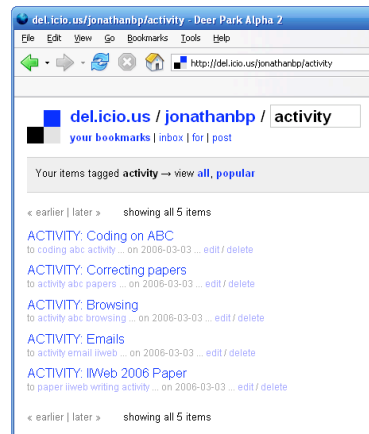 del.icio.us/jonathanbp/activity - Deer Park Alpha 2
File Edit View Go Bookmarks Tools Help
http://del.icio.us/jonathanbp/activity
del.icio.us / jonathanbp / activity
your bookmarks | inbox | for | post
Your items tagged activity → view all, popular
« earlier | later » showing all 5 items
ACTIVITY: Coding on ABC
to coding abc activity ... on 2006-03-03 ... edit / delete
ACTIVITY: Correcting papers
to activity abc papers ... on 2006-03-03 ... edit / delete
ACTIVITY: Browsing
to activity abc browsing ... on 2006-03-03 ... edit / delete
ACTIVITY: Emails
to activity email iiweb ... on 2006-03-03 ... edit / delete
ACTIVITY: IIWeb 2006 Paper
to paper iiweb writing activity ... on 2006-03-03 ... edit / delete
« earlier | later » showing all 5 items